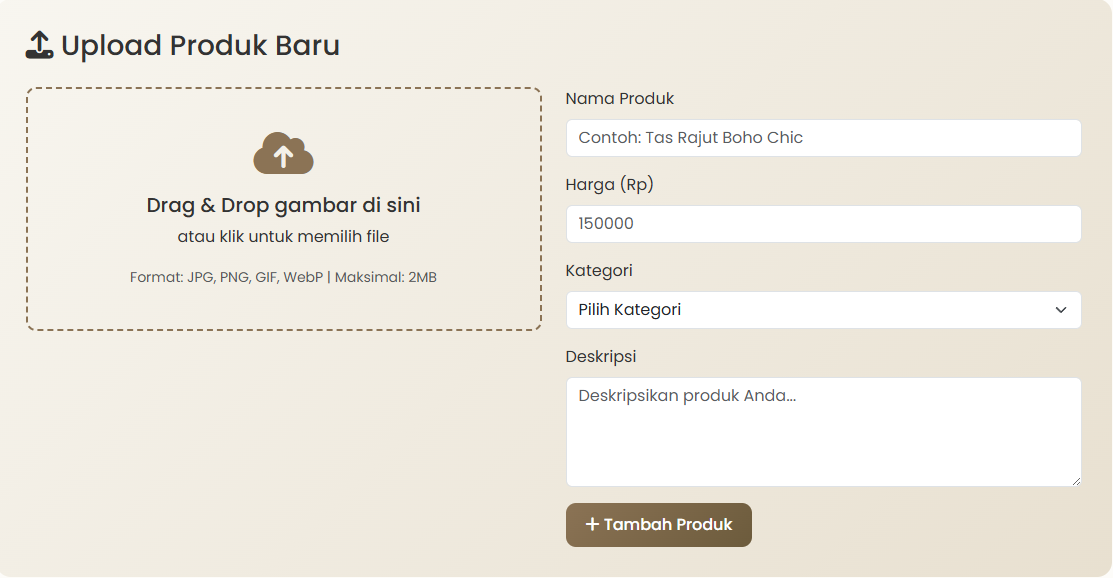 Upload Produk Baru
Drag & Drop gambar di sini
atau klik untuk memilih file
Format: JPG, PNG, GIF, WebP | Maksimal: 2MB
Nama Produk
Contoh: Tas Rajut Boho Chic
Harga (Rp)
150000
Kategori
Pilih Kategori
Deskripsi
Deskripsikan produk Anda...
+ Tambah Produk